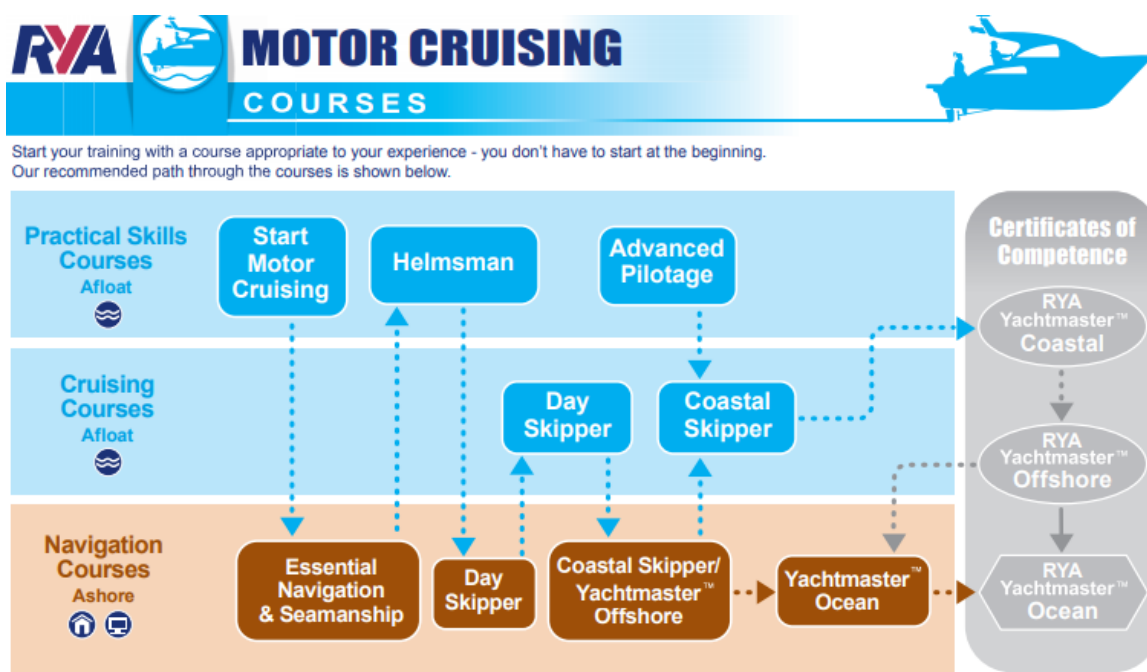 RYA
MOTOR CRUISING
COURSES
Start your training with a course appropriate to your experience - you don't have to start at the beginning.
Our recommended path through the courses is shown below.
Practical Skills
Courses
Afloat
Start
Motor
Cruising
Helmsman
Advanced
Pilotage
Certificates of
Competence
RYA
Yachtmaster™
Coastal
Cruising
Courses
Afloat
Day
Skipper
Coastal
Skipper
RYA
Yachtmaster™
Offshore
Navigation
Courses
Ashore
Essential
Navigation
& Seamanship
Day
Skipper
Coastal Skipper/
Yachtmaster™
Offshore
Yachtmaster™
Ocean
RYA
Yachtmaster™
Ocean